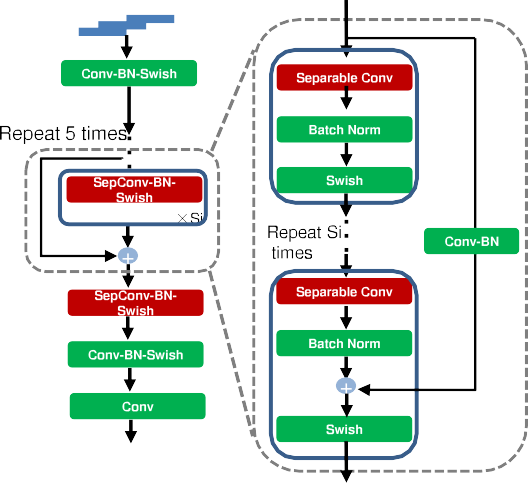 Conv-BN-Swish
Repeat 5 times
SepConv-BN-
Swish
×Si
+
SepConv-BN-
Swish
Conv-BN-Swish
Conv
Separable Conv
Batch Norm
Swish
Repeat Si
times
Conv-BN
Separable Conv
Batch Norm
+
Swish